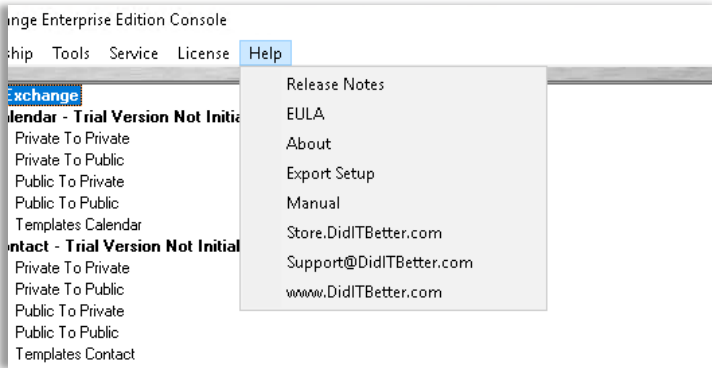 ange Enterprise Edition Console
ship Tools Service License Help
Exchange
alendar - Trial Version Not Initia
Private To Private
Private To Public
Public To Private
Public To Public
Templates Calendar
ontact - Trial Version Not Initial
Private To Private
Private To Public
Public To Private
Public To Public
Templates Contact
Release Notes
EULA
About
Export Setup
Manual
Store.DidITBetter.com
Support@DidITBetter.com
www.DidITBetter.com